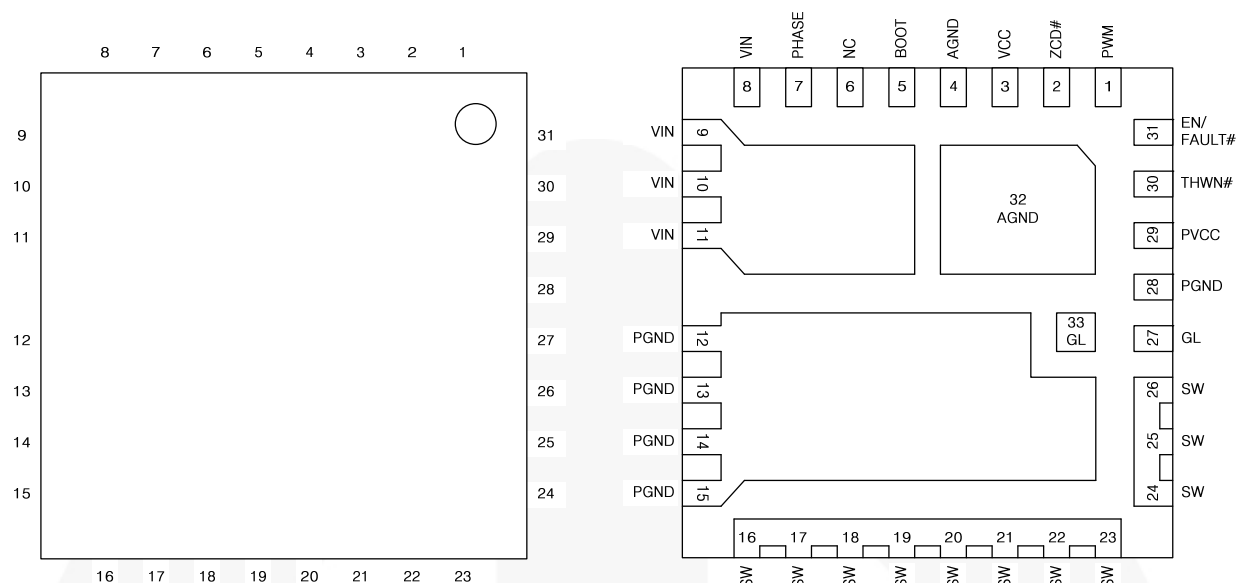 8 7 6 5 4 3 2 1
9 31
10 30
11 29
28
12 27
13 26
14 25
15 24
16 17 18 19 20 21 22 23
VIN PHASE NC BOOT AGND VCC ZCD# PWM
8 7 6 5 4 3 2 1
VIN 9 31 EN/
FAULT#
VIN 10 30 THWN#
VIN 11 29 PVCC
32
AGND
28 PGND
PGND 12 27 GL
33
GL
PGND 13 26 SW
PGND 14 25 SW
PGND 15 24 SW
16 17 18 19 20 21 22 23
SW SW SW SW SW SW SW SW